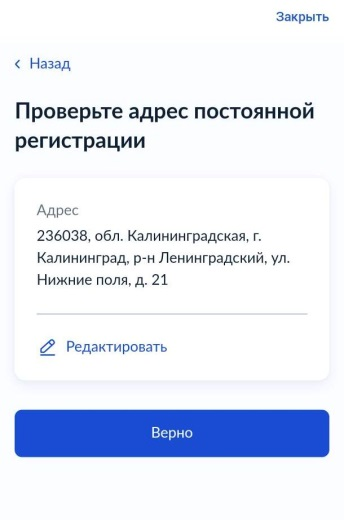 Закрыть
Назад
Проверьте адрес постоянной
регистрации
Адрес
236038, обл. Калининградская, г.
Калининград, р-н Ленинградский, ул.
Нижние поля, д. 21
Редактировать
Верно